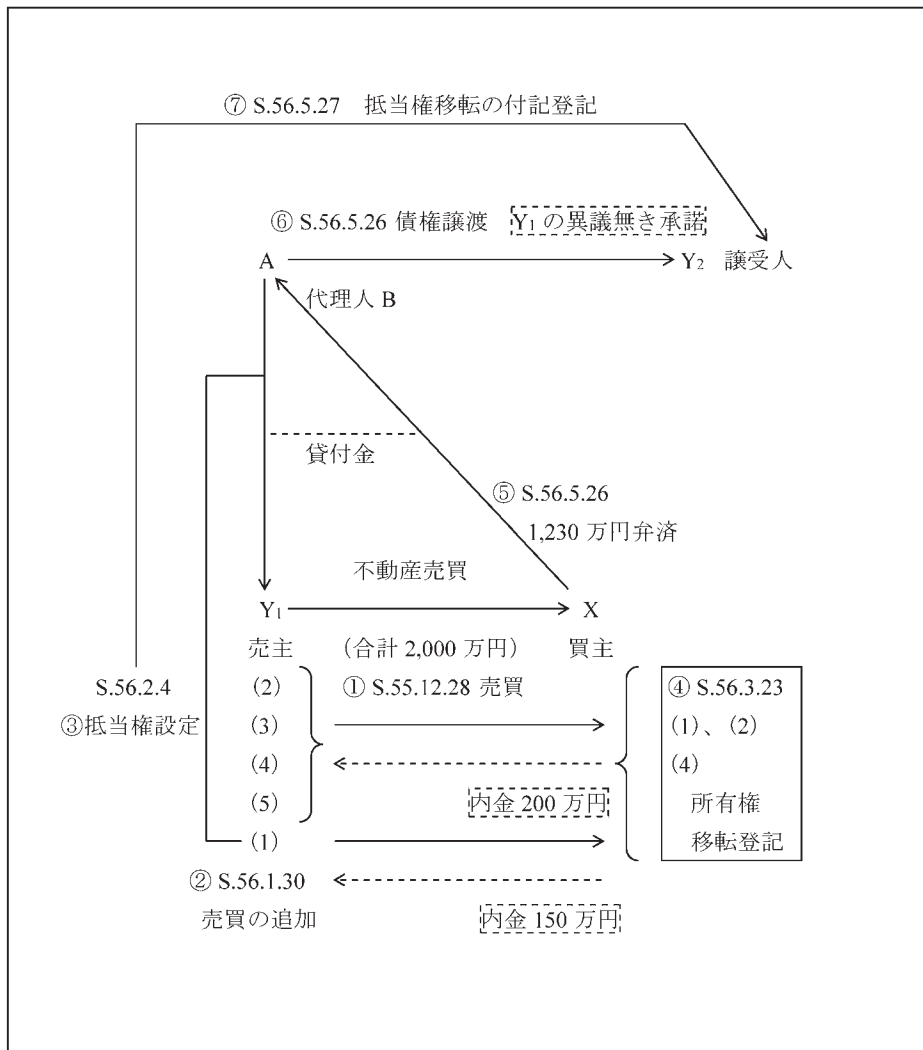 ⑦ S.56.5.27 抵当権移転の付記登記
⑥ S.56.5.26 債権譲渡 Y₁の異議無き承諾
A Y₂ 譲受人
代理人 B
貸付金
⑤ S.56.5.26
1,230 万円弁済
不動産売買
Y₁ X
売主 (合計 2,000 万円) 買主
S.56.2.4 (2) ① S.55.12.28 売買 ④ S.56.3.23
③抵当権設定 (3) (1)、(2)
(4) (4)
(5) 内金 200 万円 所有権
(1) 移転登記
② S.56.1.30
売買の追加 内金 150 万円